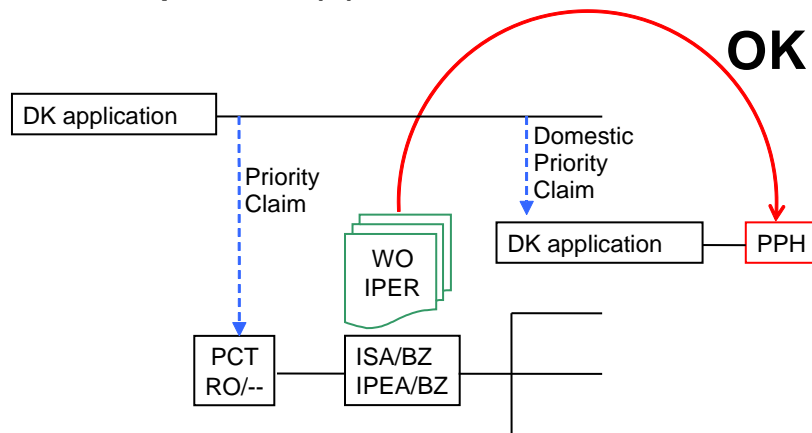 OK
DK application
Domestic
Priority
Claim
Priority
Claim
DK application
PPH
WO
IPER
PCT
RO/--
ISA/BZ
IPEA/BZ